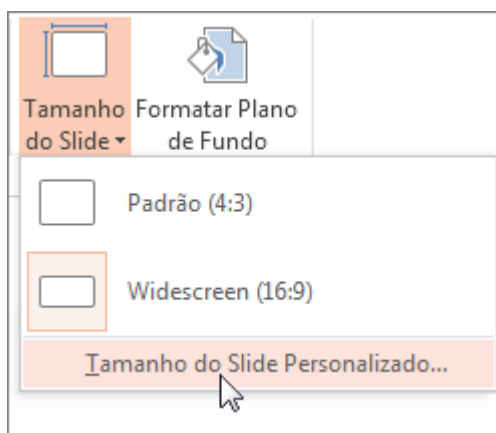 Tamanho
do Slide
Formatar Plano
de Fundo
Padrão (4:3)
Widescreen (16:9)
Tamanho do Slide Personalizado...